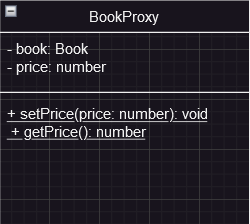 BookProxy
- book: Book
- price: number
+ setPrice(price: number): void
+ getPrice(): number